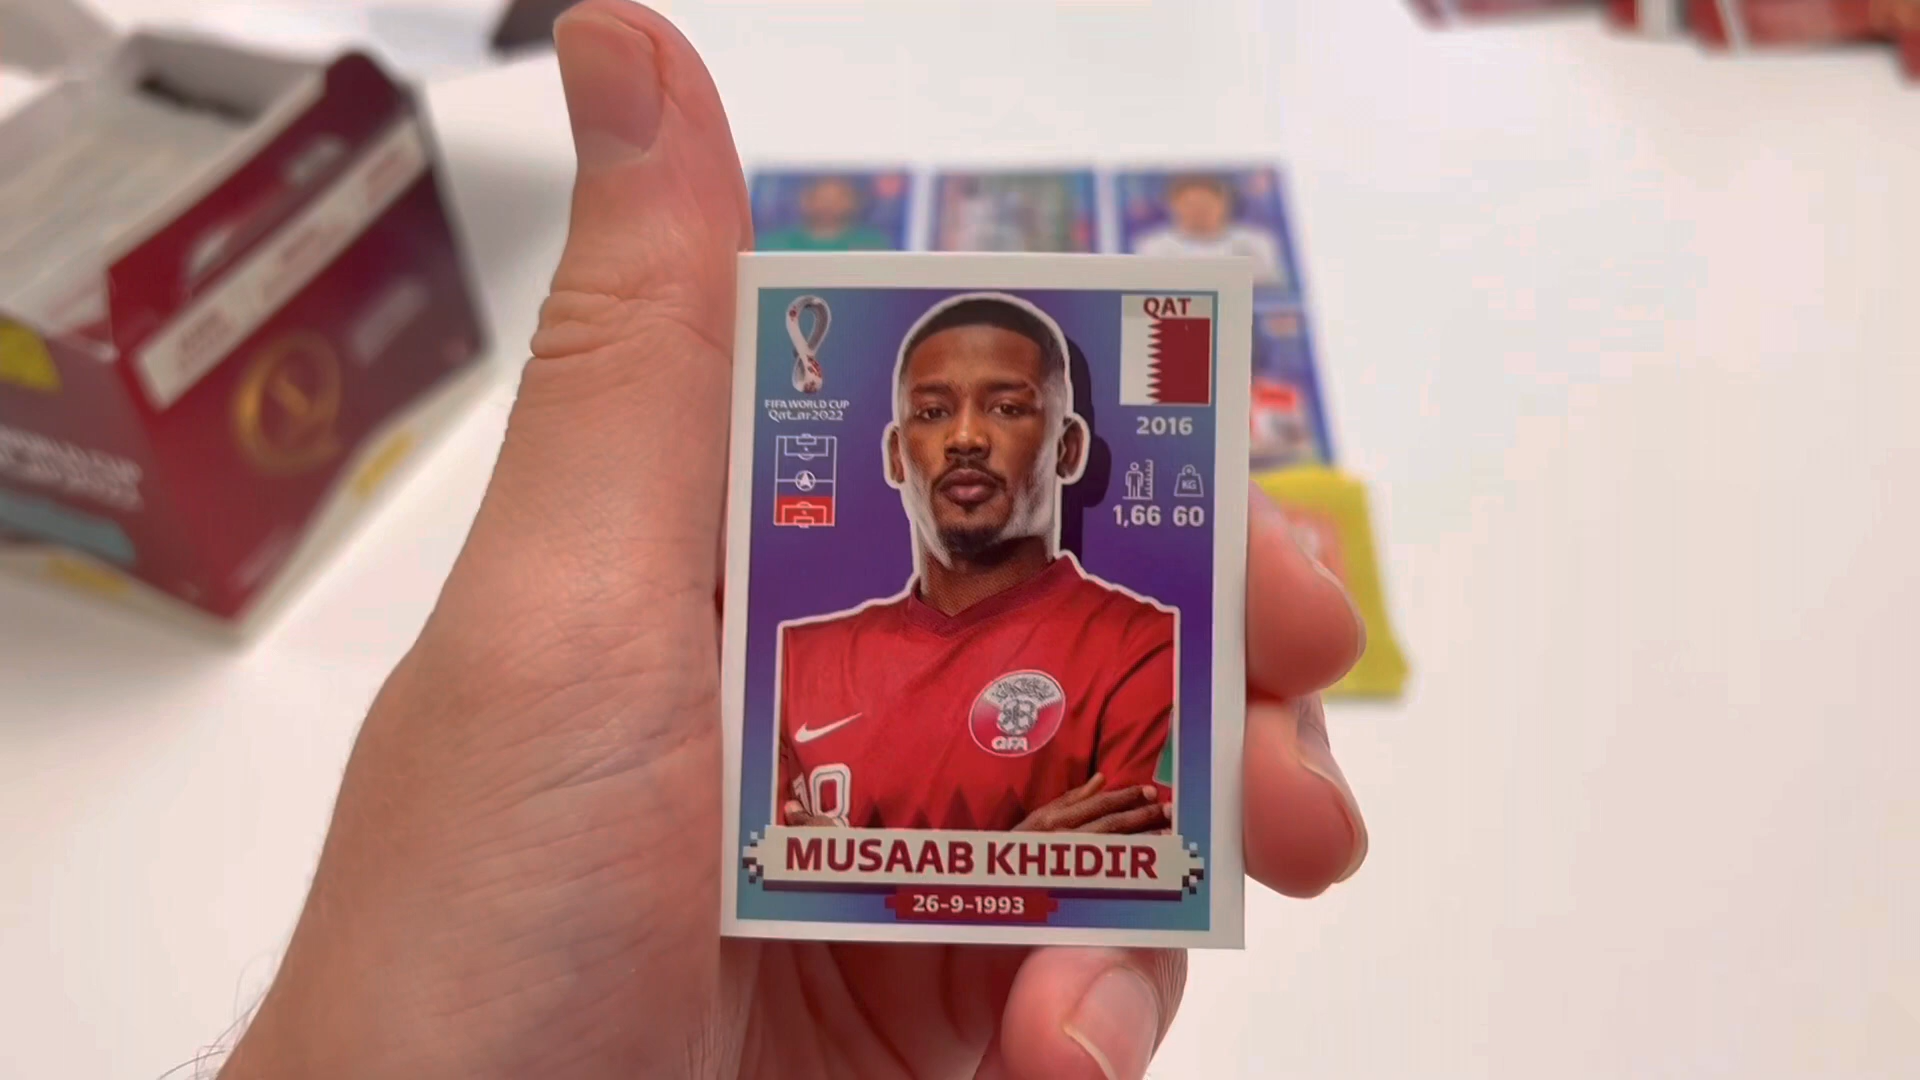 QAT
FIFA WORLD CUP
Qatar2022
2016
KG
1,66 60
QFA
MUSAAB KHIDIR
26-9-1993